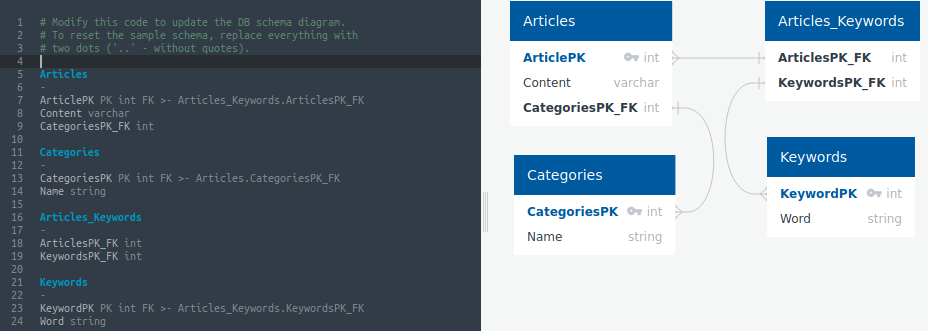 1 # Modify this code to update the DB schema diagram.
2 # To reset the sample schema, replace everything with
3 # two dots ('..' - without quotes).
4
5 Articles
6 -
7 ArticlePK PK int FK >- Articles_Keywords.ArticlesPK_FK
8 Content varchar
9 CategoriesPK_FK int
10
11 Categories
12 -
13 CategoriesPK PK int FK >- Articles.CategoriesPK_FK
14 Name string
15
16 Articles_Keywords
17 -
18 ArticlesPK_FK int
19 KeywordsPK_FK int
20
21 Keywords
22 -
23 KeywordPK PK int FK >- Articles_Keywords.KeywordsPK_FK
24 Word string
Articles
ArticlePK int
Content varchar
CategoriesPK_FK int
Articles_Keywords
ArticlesPK_FK int
KeywordsPK_FK int
Categories
CategoriesPK int
Name string
Keywords
KeywordPK int
Word string